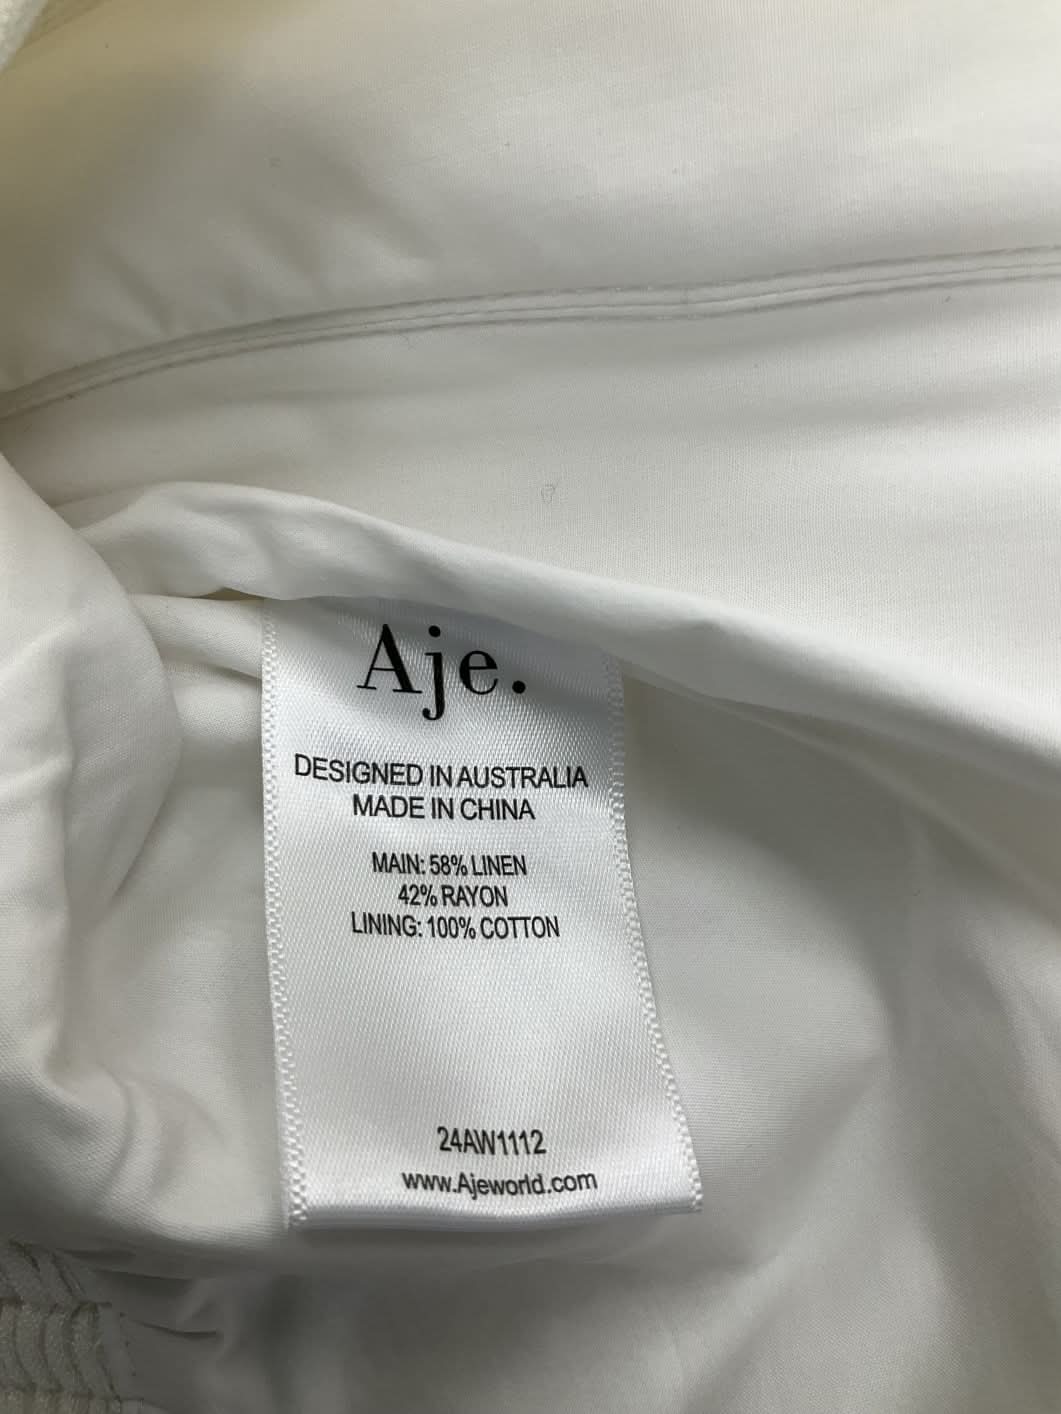 Aje.
DESIGNED IN AUSTRALIA
MADE IN CHINA
MAIN: 58% LINEN
42% RAYON
LINING: 100% COTTON
24AW1112
www.Ajeworld.com